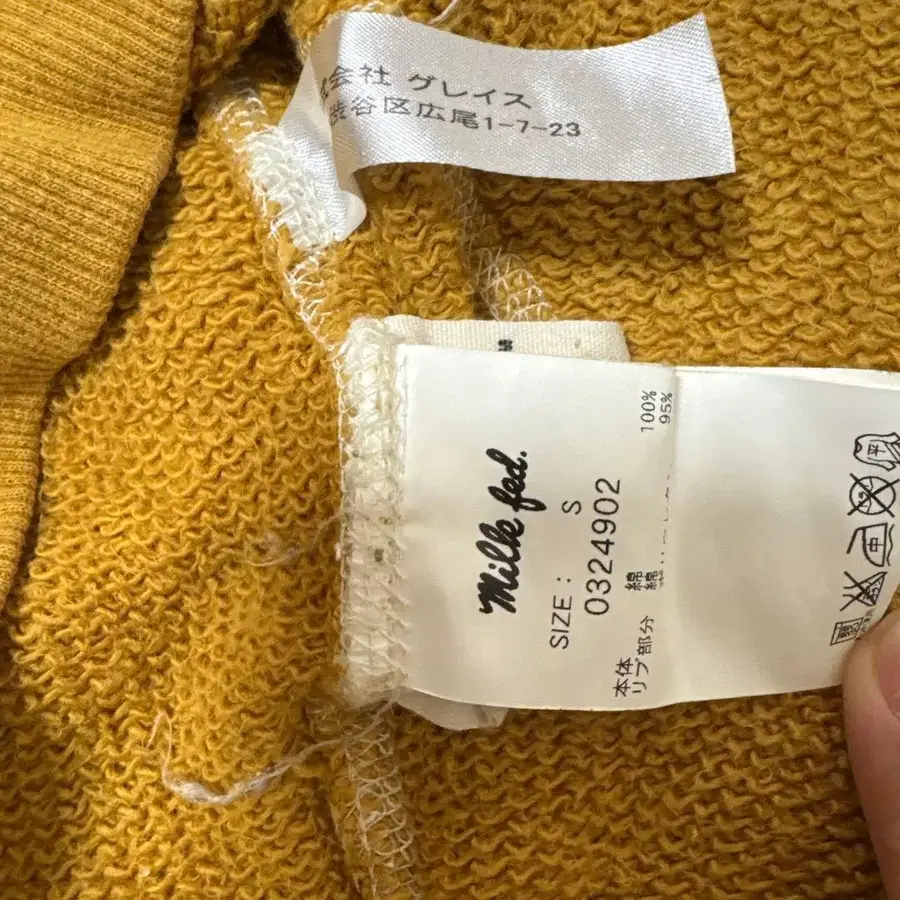 会社 グレイス
渋谷区広尾1-7-23
Milk fed.
SIZE: S
0324902
本体 綿 100%
リブ部分 綿 95%